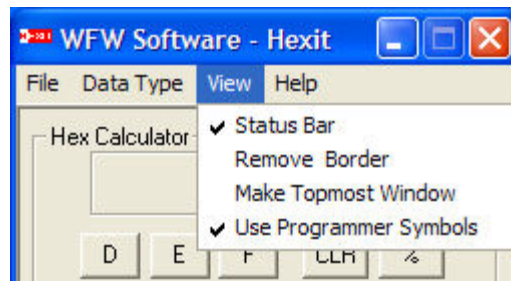 WFW Software - Hexit
File Data Type View Help
Hex Calculator
Status Bar
Remove Border
Make Topmost Window
Use Programmer Symbols
D E F CLR %